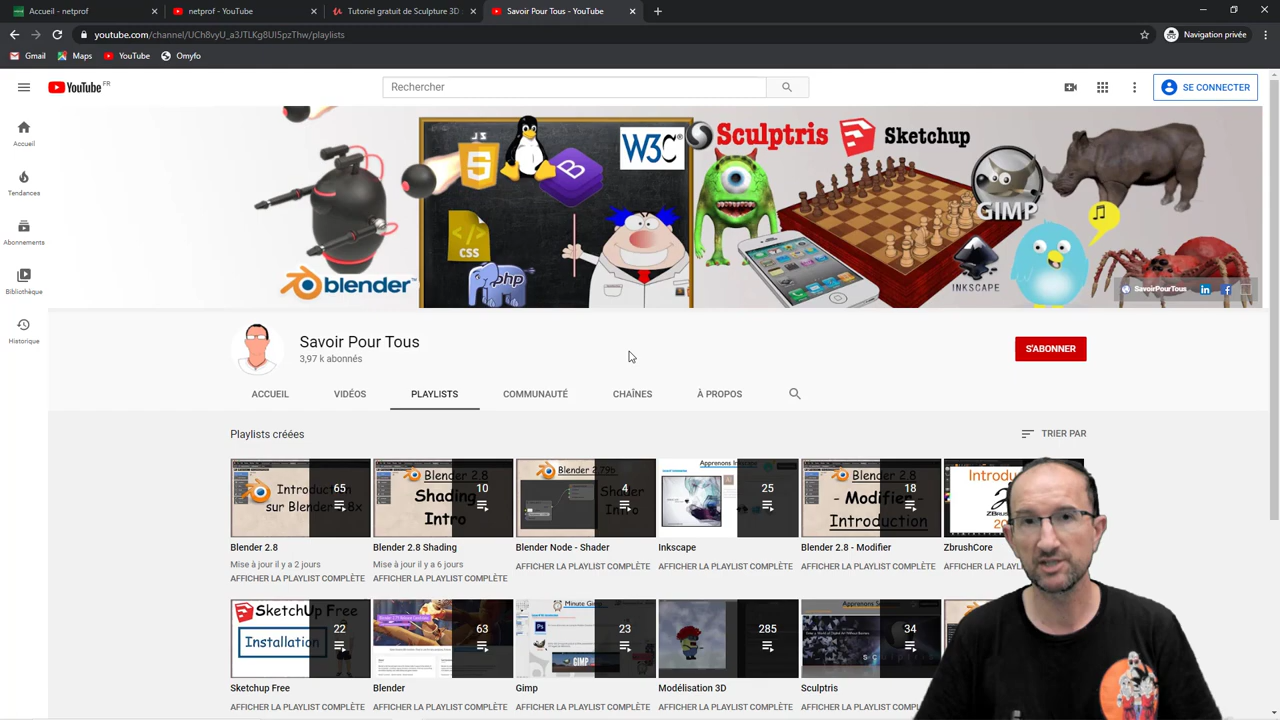 Accueil - netprof
netprof - YouTube
Tutoriel gratuit de Sculpture 3D
Savoir Pour Tous - YouTube
youtube.com/channel/UCh8vyU_a3JTLKg8UI5pzThw/playlists
Navigation privée
Gmail
Maps
YouTube
Omyfo
YouTube FR
Rechercher
SE CONNECTER
Accueil
Tendances
Abonnements
Bibliothèque
Historique
JS
5
B
W3C®
Sculptris
Sketchup
GIMP
CSS
php
blender
INKSCAPE
SavoirPourTous
Savoir Pour Tous
3,97 k abonnés
S'ABONNER
ACCUEIL
VIDÉOS
PLAYLISTS
COMMUNAUTÉ
CHAÎNES
À PROPOS
Playlists créées
TRIER PAR
Introduction
sur Blender 2.8x
65
Blender 2.8
Shading
Intro
10
Blender 2.79b
Shader
Intro
4
25
Blender 2.8
- Modifier -
Introduction
18
Blender 2.8
Blender 2.8 Shading
Blender Node - Shader
Inkscape
Blender 2.8 - Modifier
ZbrushCore
Mise à jour il y a 2 jours
Mise à jour il y a 6 jours
AFFICHER LA PLAYLIST COMPLÈTE
AFFICHER LA PLAYLIST COMPLÈTE
AFFICHER LA PLAYLIST COMPLÈTE
AFFICHER LA PLAYLIST COMPLÈTE
AFFICHER LA PLAYLIST COMPLÈTE
SketchUp Free
Installation
22
63
GIMP
23
285
34
Sketchup Free
Blender
Gimp
Modélisation 3D
Sculptris
AFFICHER LA PLAYLIST COMPLÈTE
AFFICHER LA PLAYLIST COMPLÈTE
AFFICHER LA PLAYLIST COMPLÈTE
AFFICHER LA PLAYLIST COMPLÈTE